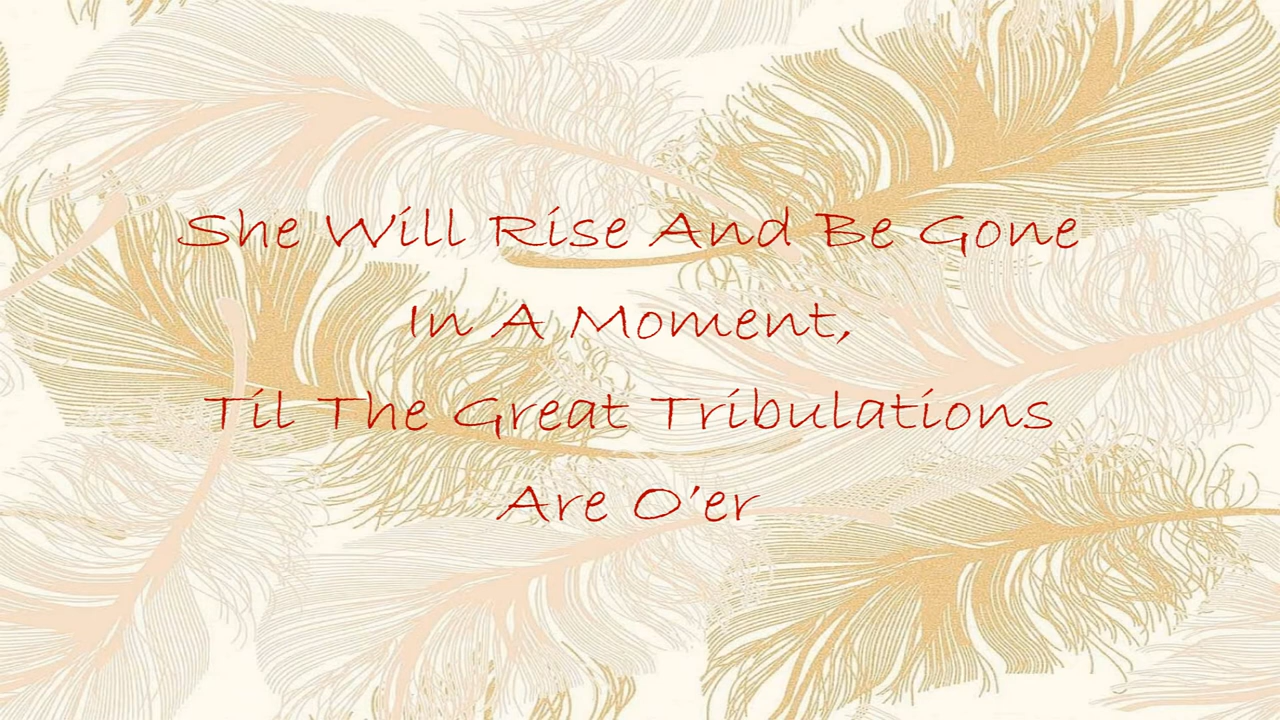 She Will Rise And Be Gone
In A Moment,
Til The Great Tribulations
Are O'er